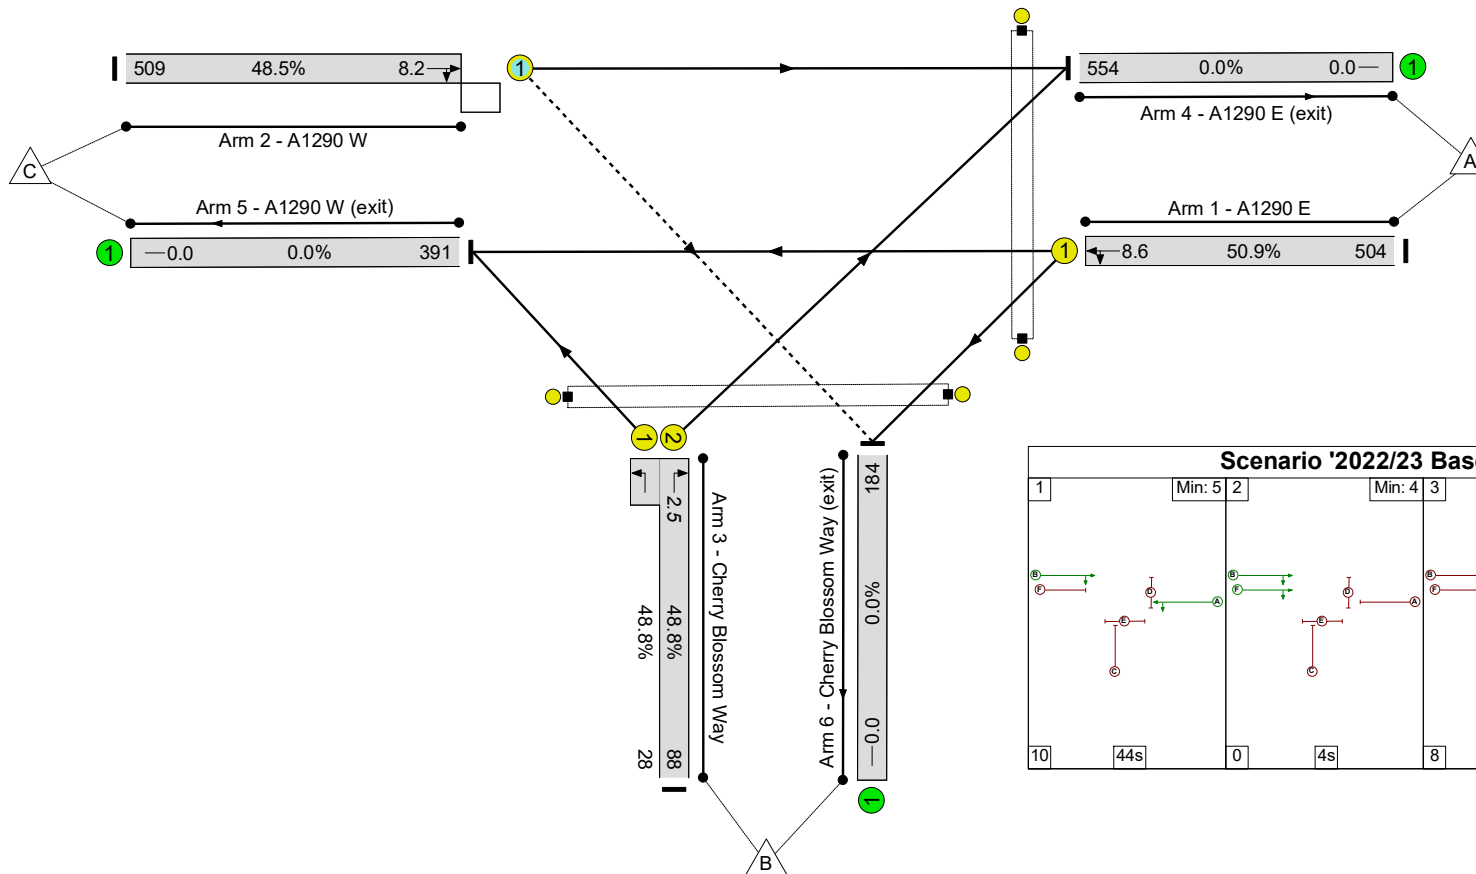 509 48.5% 8.2
1
554 0.0% 0.0
1
Arm 4 - A1290 E (exit)
Arm 2 - A1290 W
C
A
Arm 5 - A1290 W (exit)
Arm 1 - A1290 E
1
0.0 0.0% 391
1
8.6 50.9% 504
1
2
2.5 48.8% 88
48.8% 28
Arm 3 - Cherry Blossom Way
Arm 6 - Cherry Blossom Way (exit)
184 0.0% 0.0
1
B
Scenario '2022/23 Bas
1 Min: 5 2 Min: 4 3
B B B
F D F D F
A A
E E
C C
10 44s 0 4s 8